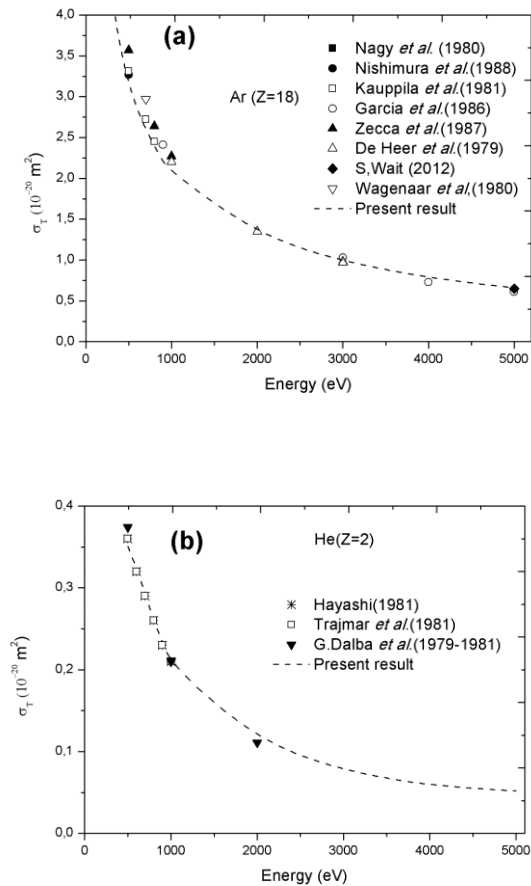 4,0
(a)
3,5
3,0
2,5
2,0
1,5
1,0
0,5
0,0
σT (10⁻²⁰ m²)
Ar (Z=18)
Nagy et al. (1980)
Nishimura et al.(1988)
Kauppila et al.(1981)
Garcia et al.(1986)
Zecca et al.(1987)
De Heer et al.(1979)
S,Wait (2012)
Wagenaar et al,(1980)
Present result
0 1000 2000 3000 4000 5000
Energy (eV)
0,4
(b)
0,3
0,2
0,1
0,0
σT (10⁻²⁰ m²)
He(Z=2)
Hayashi(1981)
Trajmar et al.(1981)
G.Dalba et al.(1979-1981)
Present result
0 1000 2000 3000 4000 5000
Energy (eV)